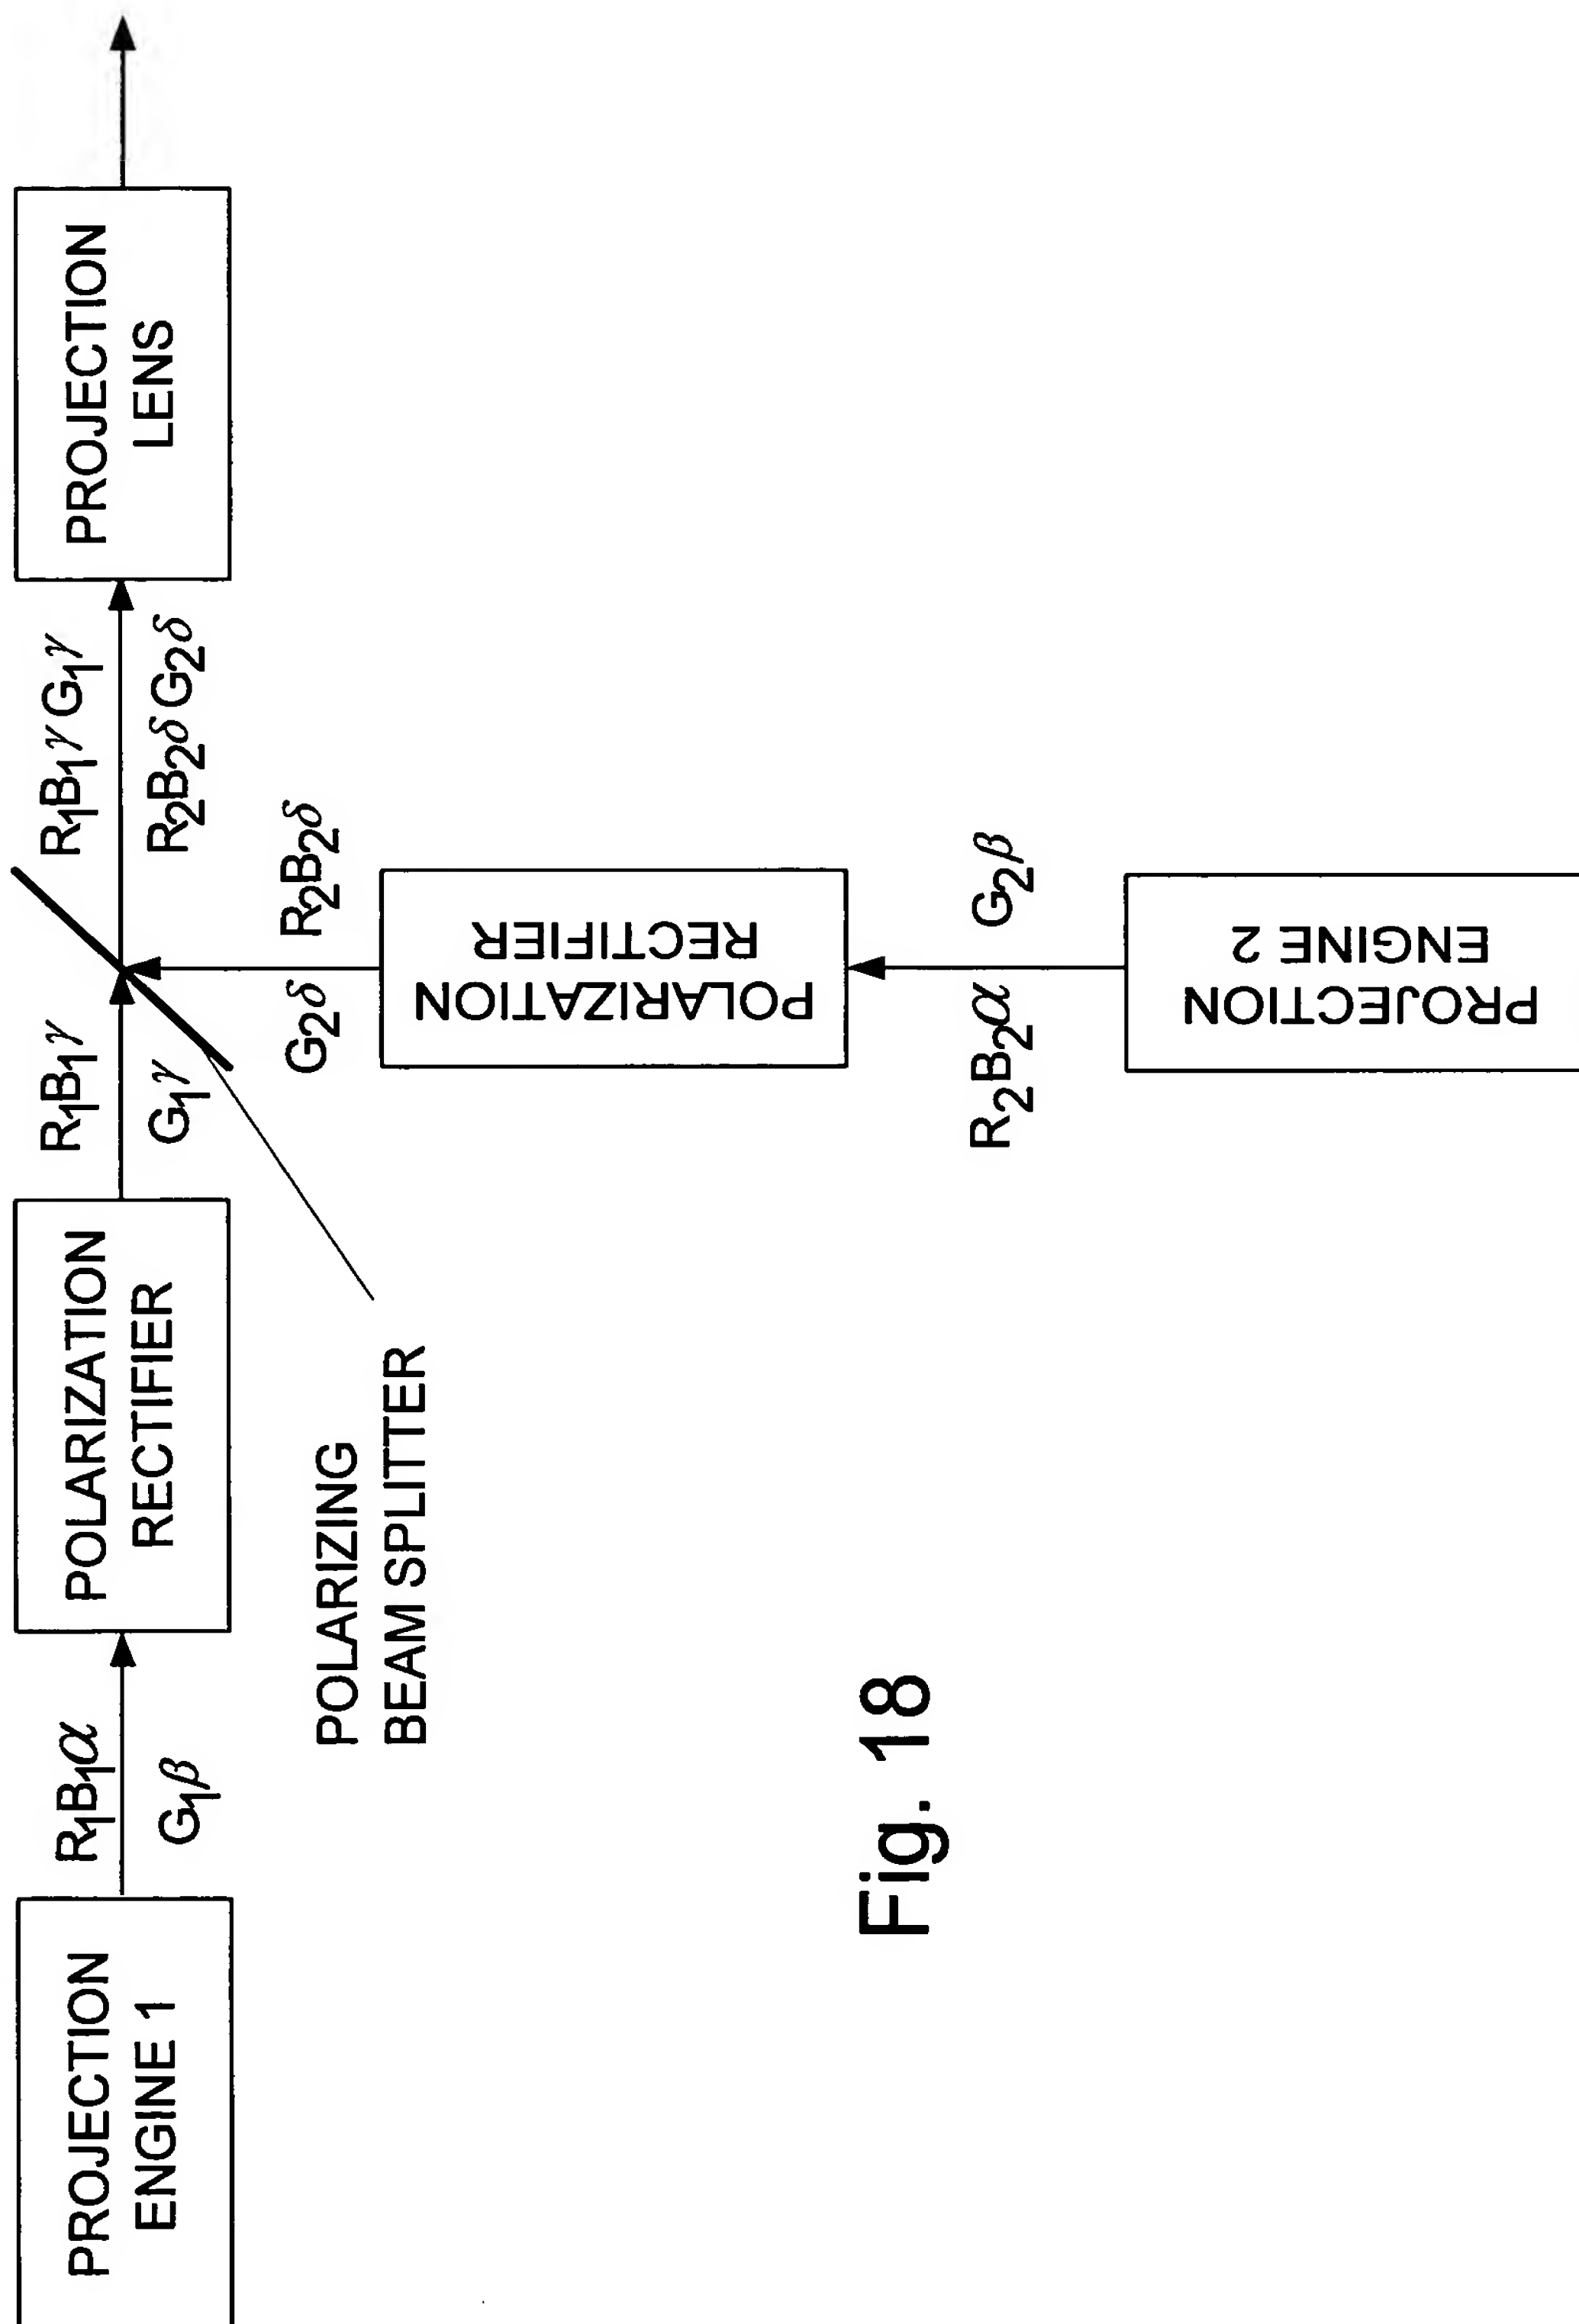 PROJECTION
ENGINE 1
R₁B₁α
G₁β
POLARIZATION
RECTIFIER
R₁B₁γ
G₁γ
R₁B₁γ G₁γ
R₂B₂δ G₂δ
PROJECTION
LENS
POLARIZING
BEAM SPLITTER
G₂δ
R₂B₂δ
POLARIZATION
RECTIFIER
R₂B₂α
G₂β
PROJECTION
ENGINE 2
Fig. 18